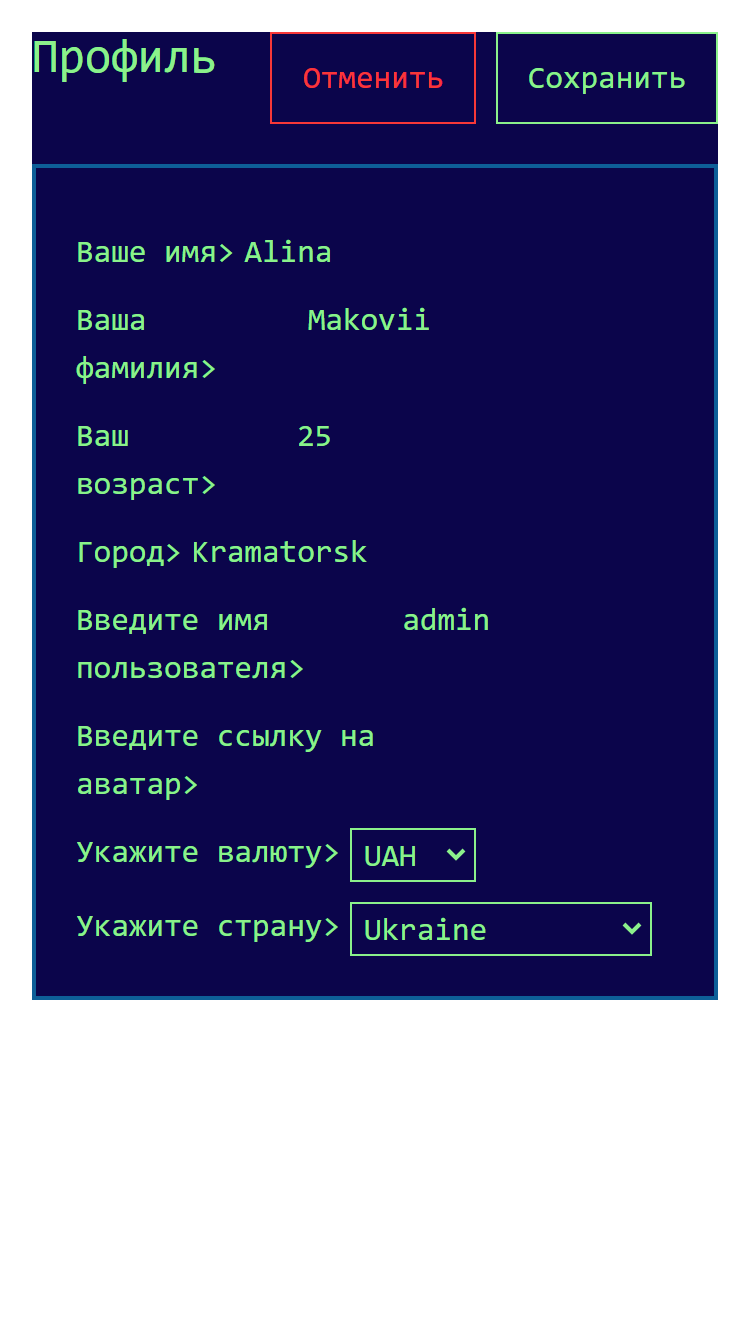 Профиль Отменить Сохранить
Ваше имя> Alina
Ваша Makovii
фамилия>
Ваш 25
возраст>
Город> Kramatorsk
Введите имя admin
пользователя>
Введите ссылку на
аватар>
Укажите валюту> UAH
Укажите страну> Ukraine